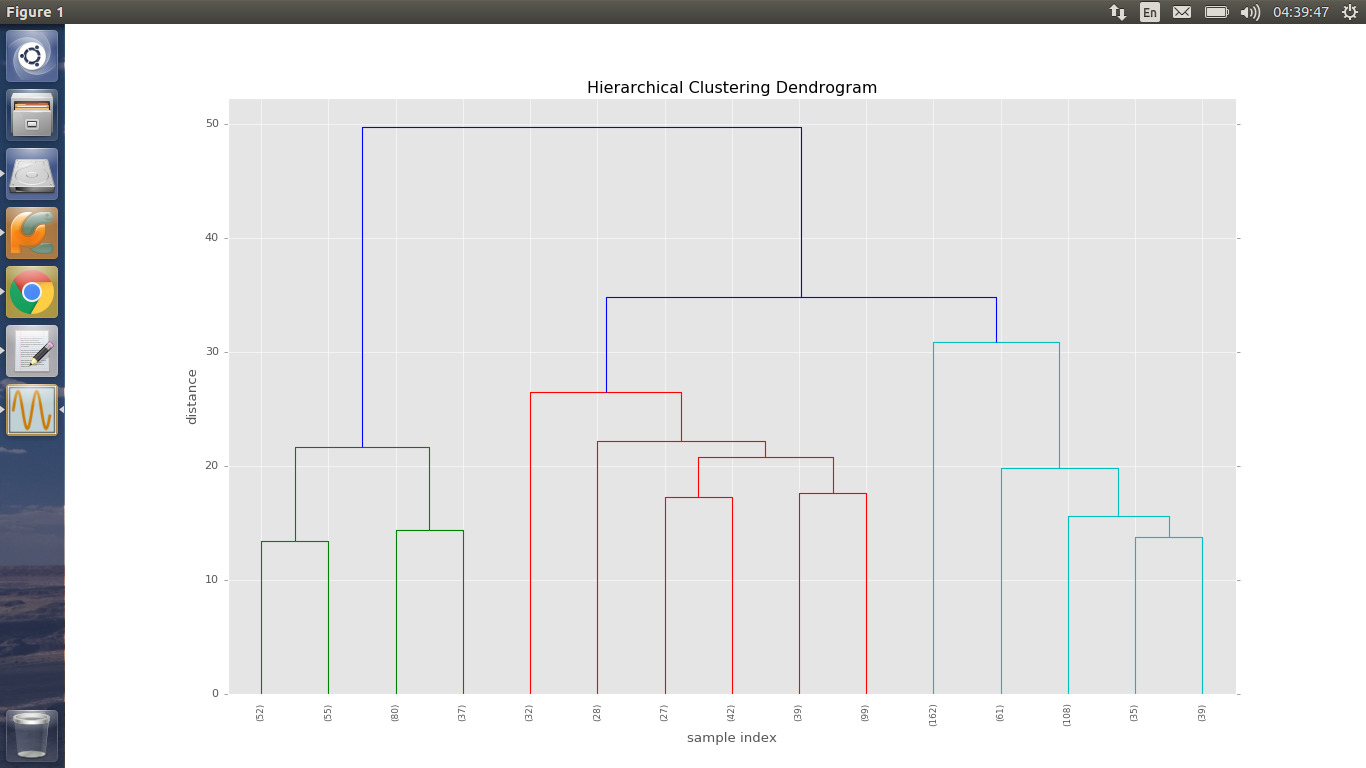 Figure 1
En
04:39:47
Hierarchical Clustering Dendrogram
50
40
30
20
10
0
distance
(52) (55) (80) (37) (32) (28) (27) (42) (39) (99) (162) (61) (108) (35) (39)
sample index